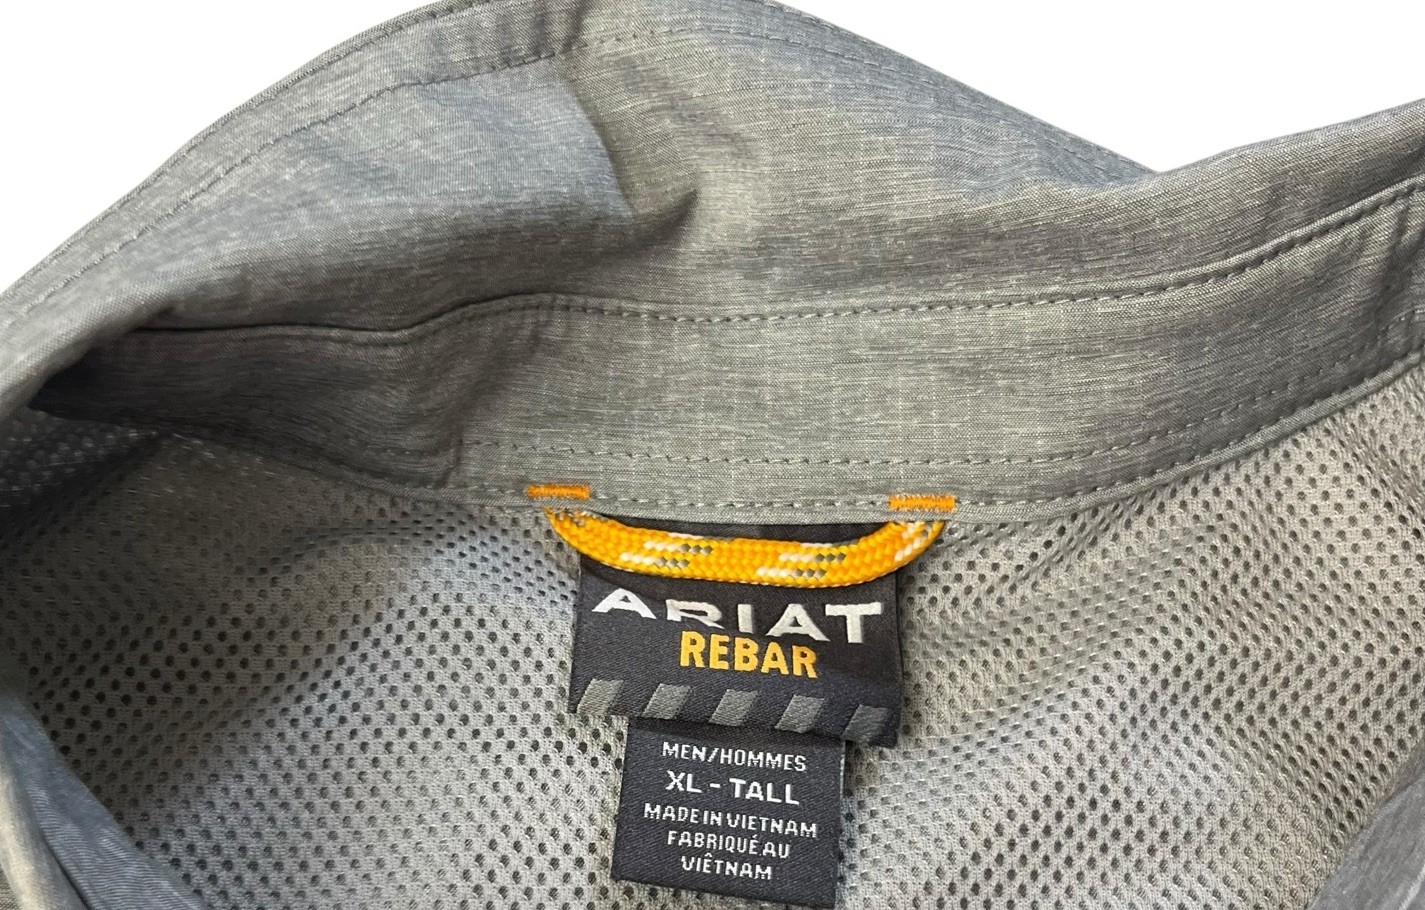 ARIAT
REBAR
MEN/HOMMES
XL - TALL
MADE IN VIETNAM
FABRIQUÉ AU
VIÊTNAM